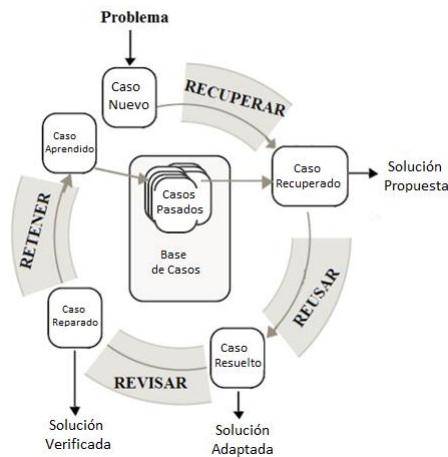 Problema
Caso
Nuevo
RECUPERAR
Caso
Aprendido
Casos
Pasados
Caso
Recuperado
Solución
Propuesta
Base
de Casos
RETENER
REUSAR
Caso
Reparado
REVISAR
Caso
Resuelto
Solución
Verificada
Solución
Adaptada